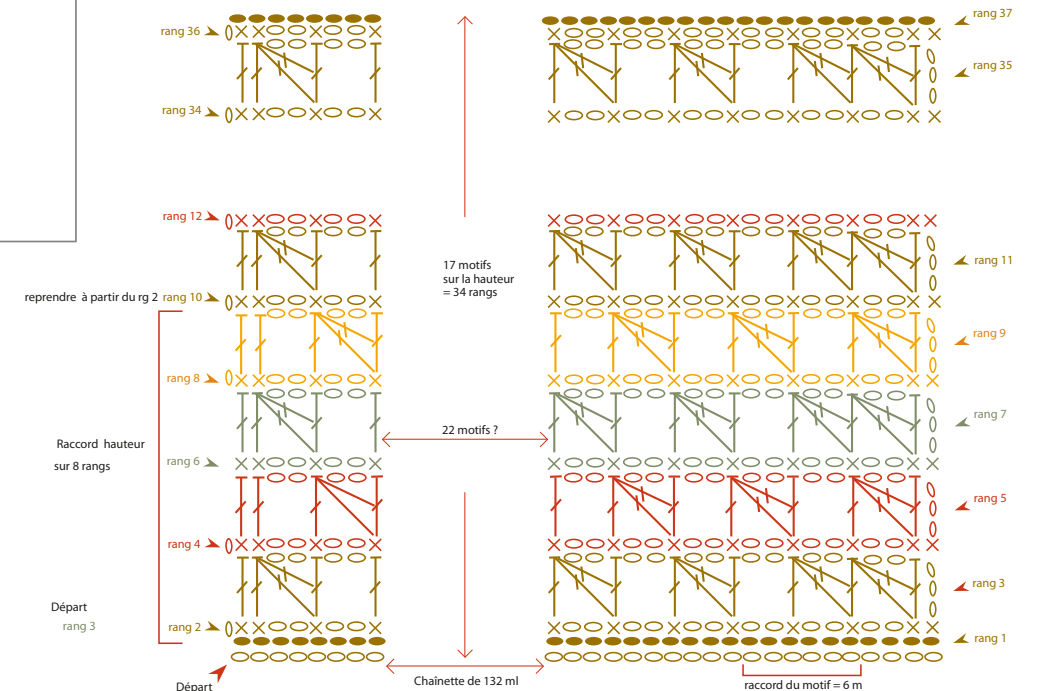 rang 37
rang 36
rang 35
rang 34
rang 12
17 motifs
sur la hauteur
= 34 rangs
rang 11
reprendre à partir du rg 2 rang 10
rang 9
rang 8
22 motifs ?
rang 7
Raccord hauteur
sur 8 rangs
rang 6
rang 5
rang 4
rang 3
Départ
rang 3
rang 2
rang 1
Départ
Chaînette de 132 ml
raccord du motif = 6 m